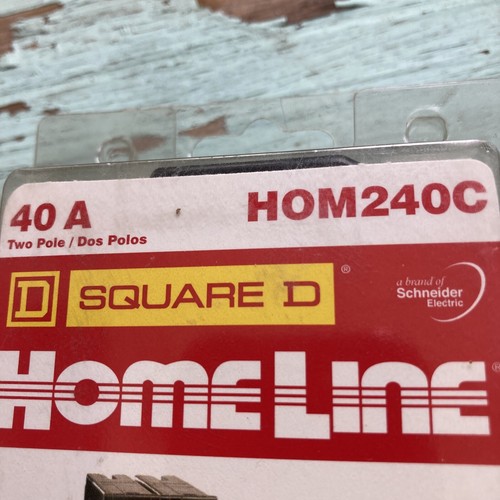 40 A
HOM240C
Two Pole / Dos Polos
D SQUARE D ®
a brand of
Schneider
Electric
HOMELINE ®